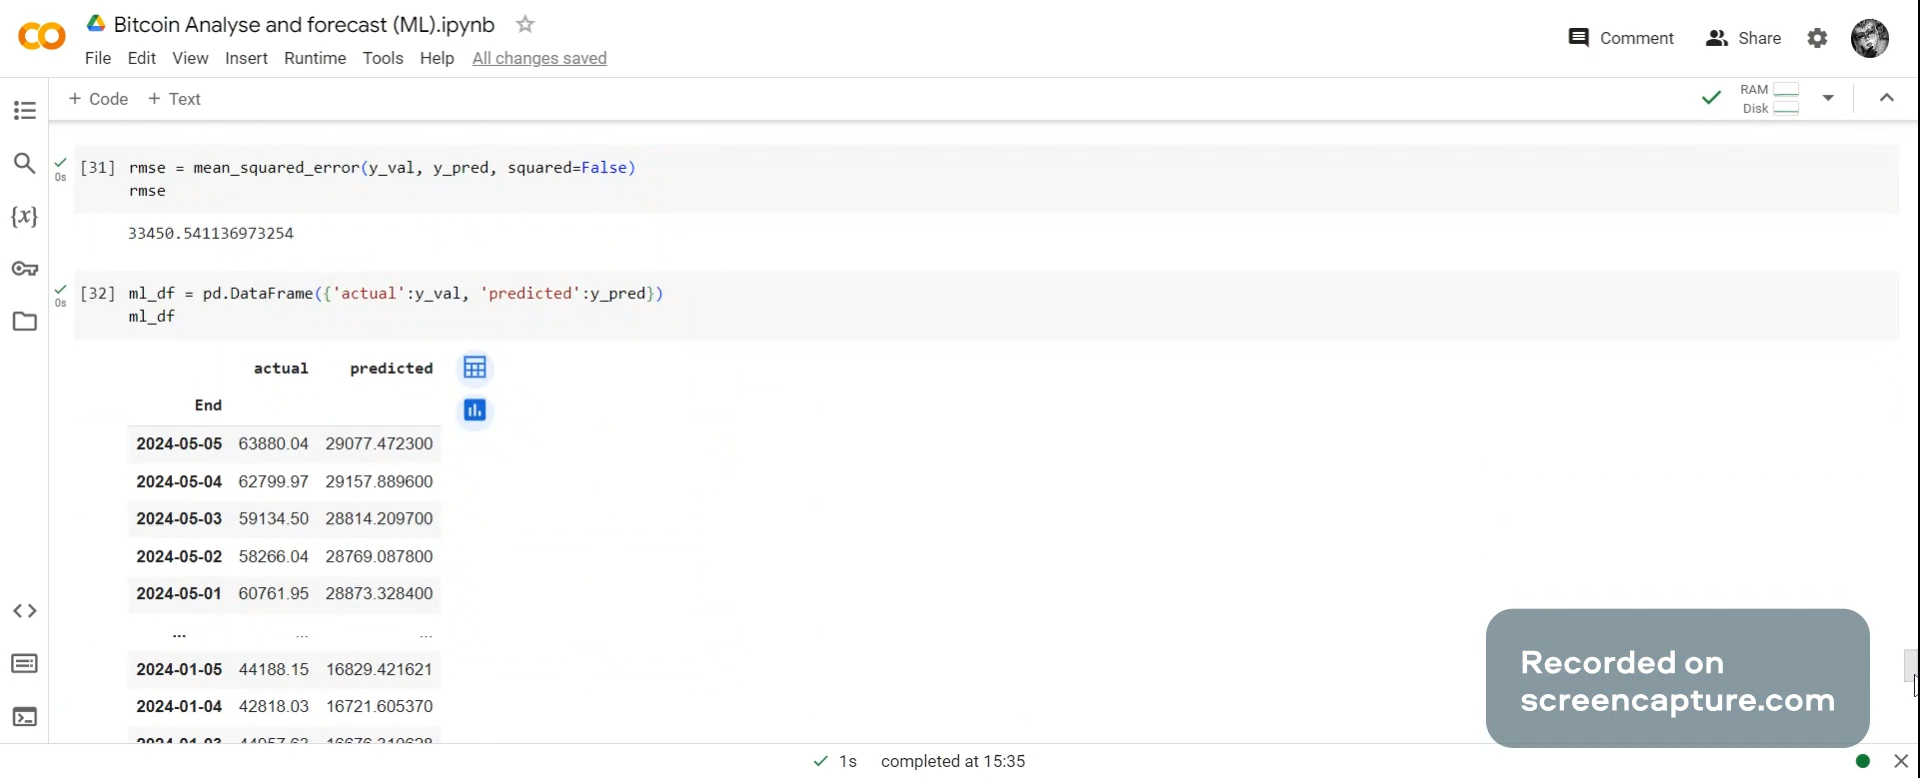 Bitcoin Analyse and forecast (ML).ipynb
File Edit View Insert Runtime Tools Help All changes saved
Comment Share
+ Code + Text
RAM
Disk
[31] rmse = mean_squared_error(y_val, y_pred, squared=False)
0s
rmse
33450.541136973254
[32] ml_df = pd.DataFrame({'actual':y_val, 'predicted':y_pred})
0s
ml_df
actual predicted
End
2024-05-05 63880.04 29077.472300
2024-05-04 62799.97 29157.889600
2024-05-03 59134.50 28814.209700
2024-05-02 58266.04 28769.087800
2024-05-01 60761.95 28873.328400
... ... ...
2024-01-05 44188.15 16829.421621
2024-01-04 42818.03 16721.605370
Recorded on
screencapture.com
1s completed at 15:35